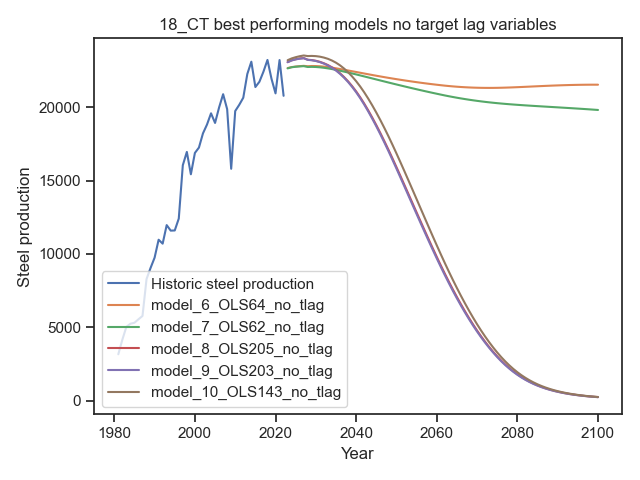 18_CT best performing models no target lag variables
Steel production
20000
15000
10000
5000
0
Historic steel production
model_6_OLS64_no_tlag
model_7_OLS62_no_tlag
model_8_OLS205_no_tlag
model_9_OLS203_no_tlag
model_10_OLS143_no_tlag
1980 2000 2020 2040 2060 2080 2100
Year